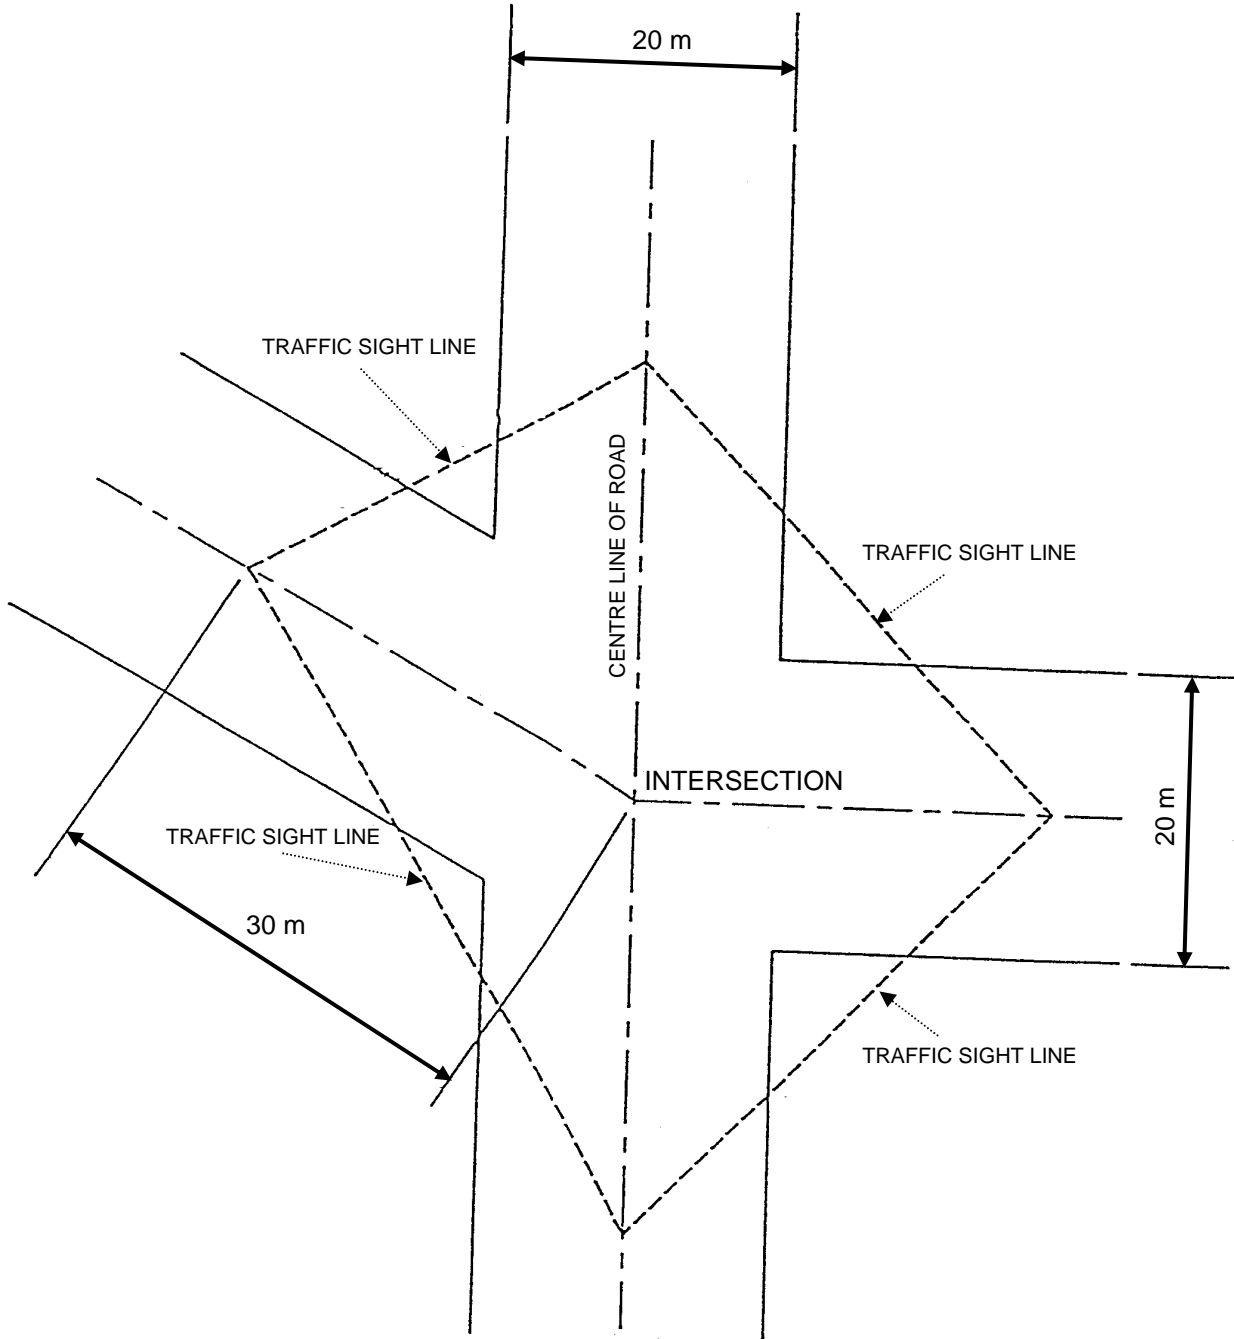 20 m
TRAFFIC SIGHT LINE
CENTRE LINE OF ROAD
TRAFFIC SIGHT LINE
INTERSECTION
20 m
TRAFFIC SIGHT LINE
30 m
TRAFFIC SIGHT LINE